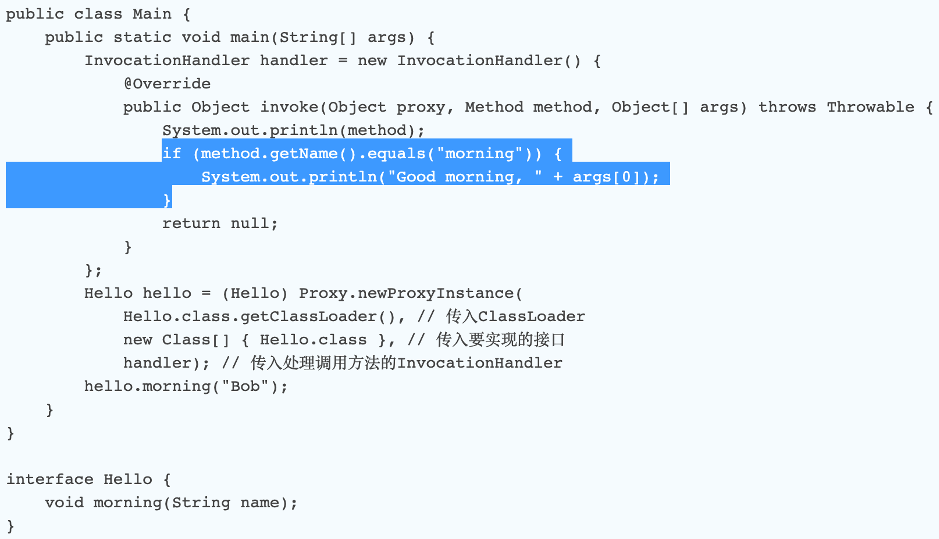 public class Main {
    public static void main(String[] args) {
        InvocationHandler handler = new InvocationHandler() {
            @Override
            public Object invoke(Object proxy, Method method, Object[] args) throws Throwable {
                System.out.println(method);
                if (method.getName().equals("morning")) {
                    System.out.println("Good morning, " + args[0]);
                }
                return null;
            }
        };
        Hello hello = (Hello) Proxy.newProxyInstance(
            Hello.class.getClassLoader(), // 传入ClassLoader
            new Class[] { Hello.class }, // 传入要实现的接口
            handler); // 传入处理调用方法的InvocationHandler
        hello.morning("Bob");
    }
}

interface Hello {
    void morning(String name);
}